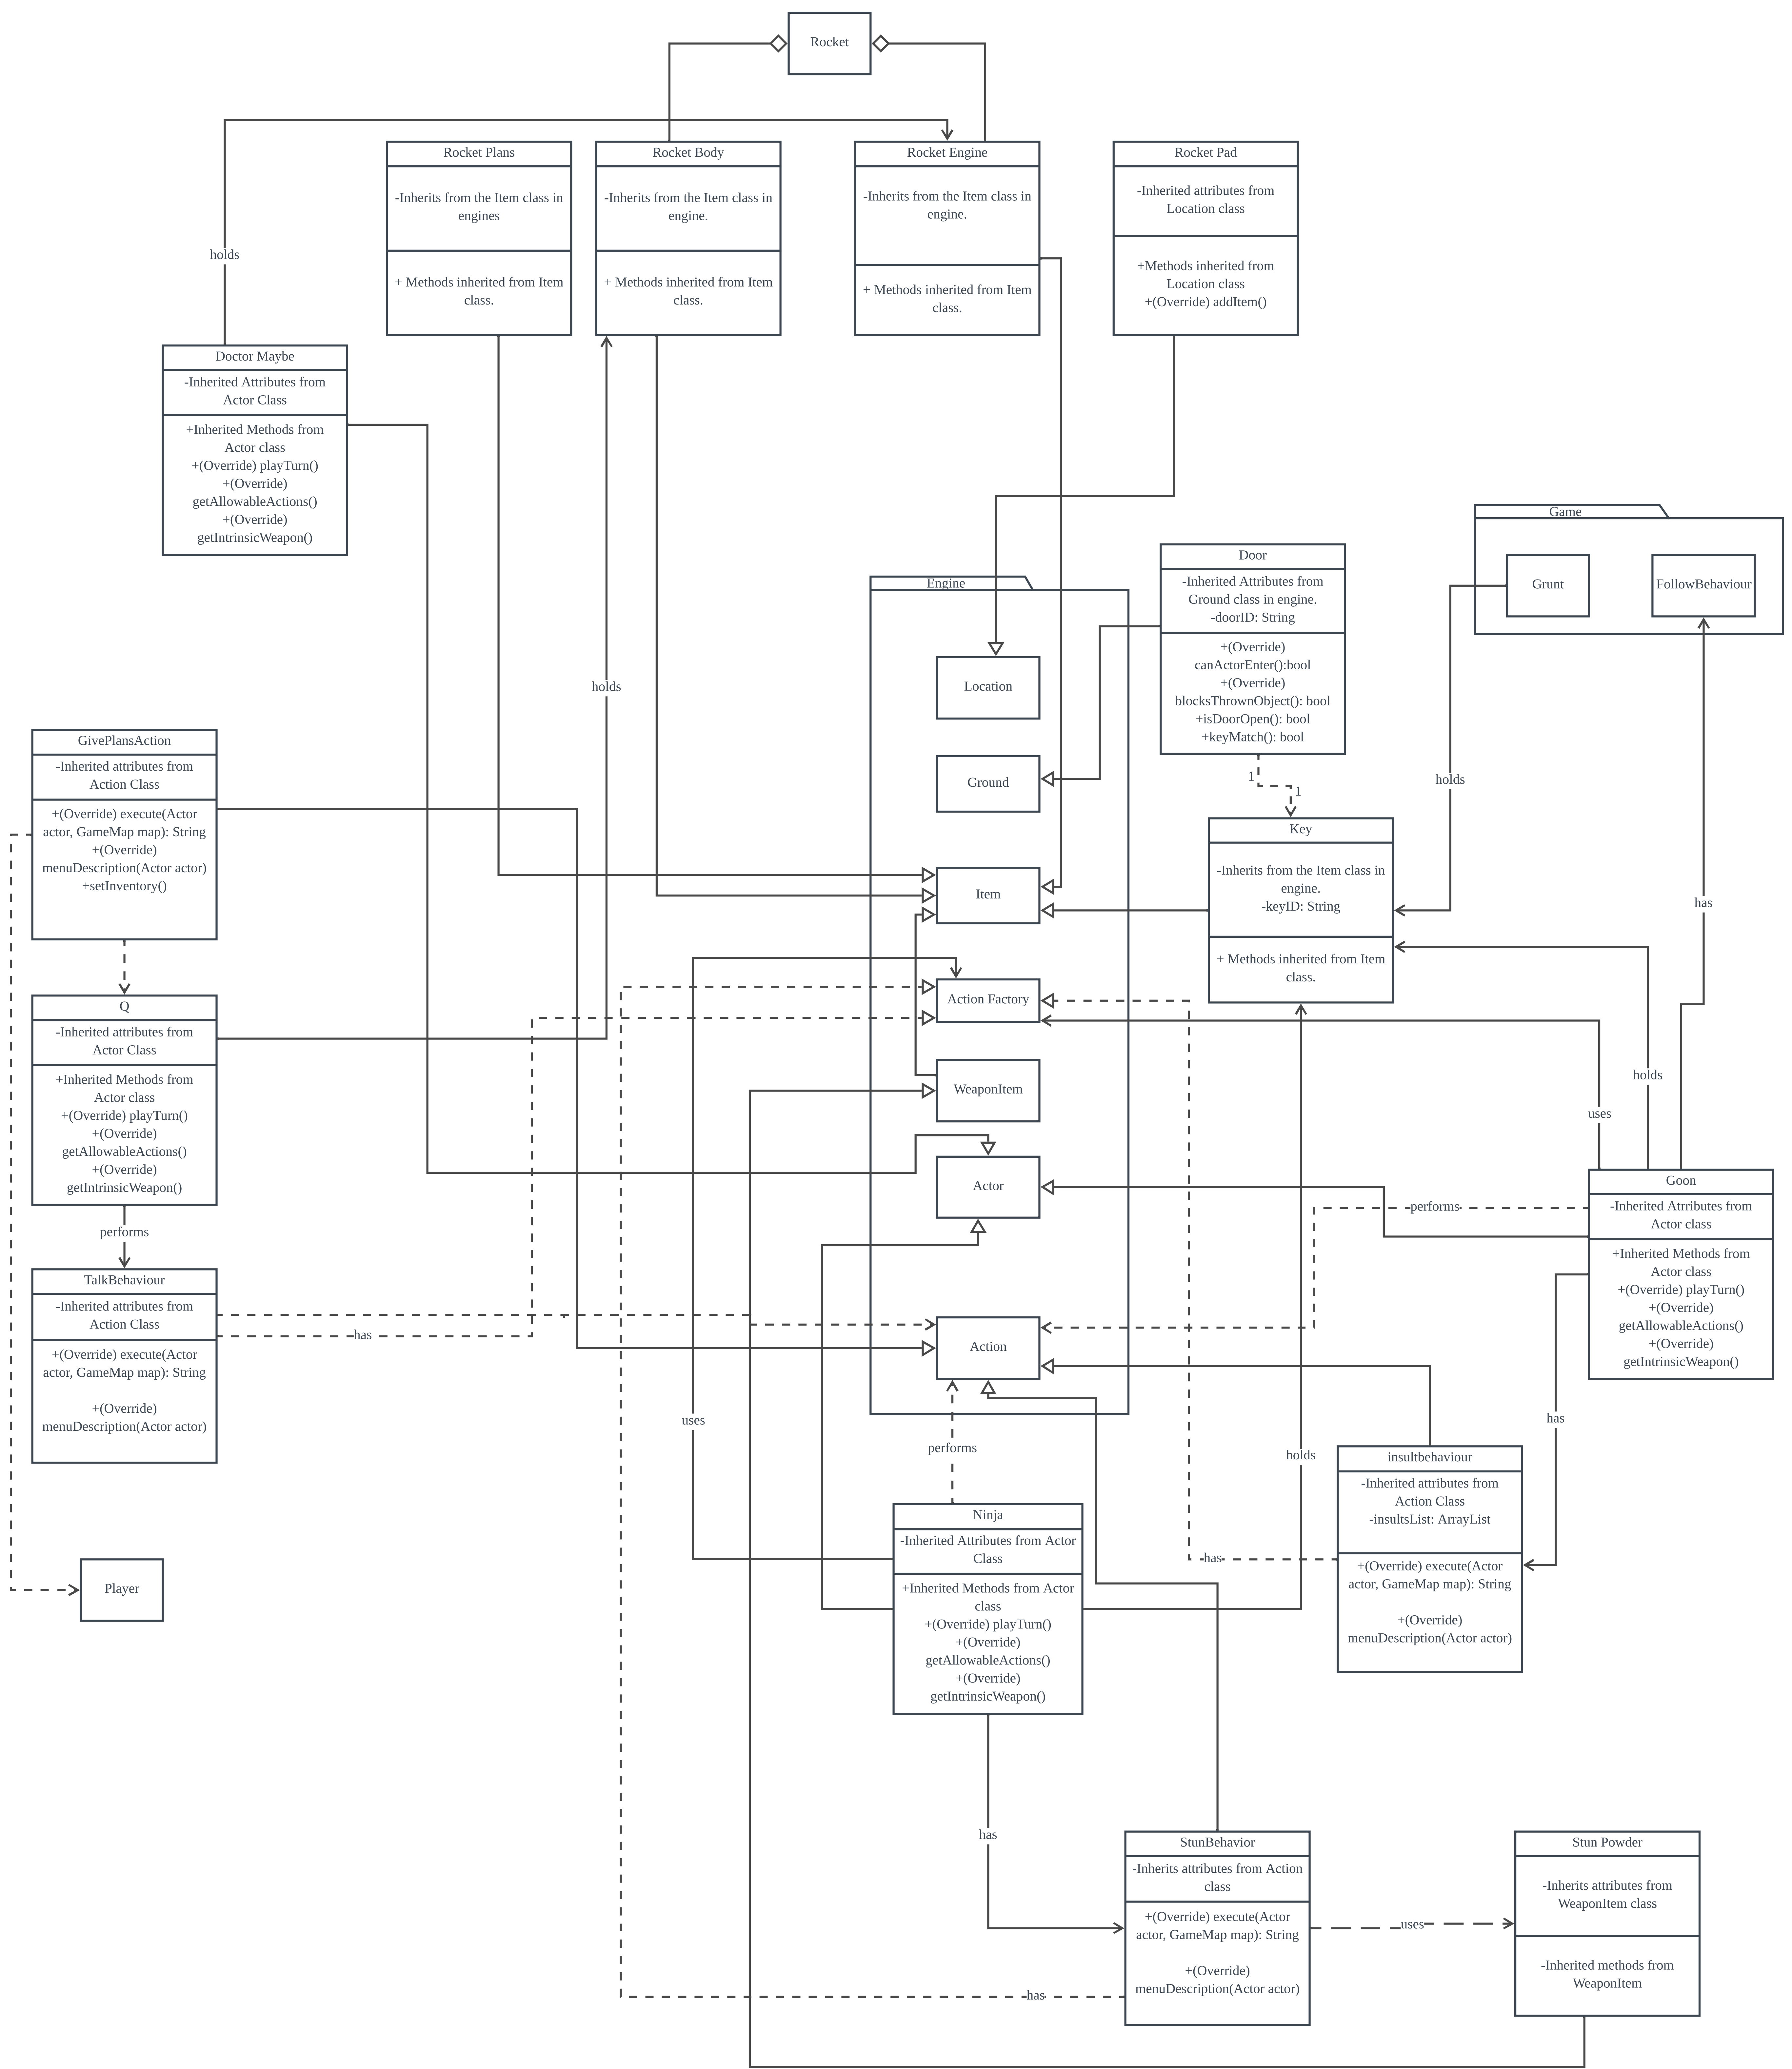 Rocket
Rocket Plans
-Inherits from the Item class in
engines
+ Methods inherited from Item
class.
Rocket Body
-Inherits from the Item class in
engine.
+ Methods inherited from Item
class.
Rocket Engine
-Inherits from the Item class in
engine.
+ Methods inherited from Item
class.
Rocket Pad
-Inherited attributes from
Location class
+Methods inherited from
Location class
+(Override) addItem()
holds
Doctor Maybe
-Inherited Attributes from
Actor Class
+Inherited Methods from
Actor class
+(Override) playTurn()
+(Override)
getAllowableActions()
+(Override)
getIntrinsicWeapon()
Game
Grunt
FollowBehaviour
Door
-Inherited Attributes from
Ground class in engine.
-doorID: String
+(Override)
canActorEnter():bool
+(Override)
blocksThrownObject(): bool
+isDoorOpen(): bool
+keyMatch(): bool
Engine
Location
Ground
Item
Action Factory
WeaponItem
Actor
Action
holds
1
1
holds
has
Key
-Inherits from the Item class in
engine.
-keyID: String
+ Methods inherited from Item
class.
GivePlansAction
-Inherited attributes from
Action Class
+(Override) execute(Actor
actor, GameMap map): String
+(Override)
menuDescription(Actor actor)
+setInventory()
Q
-Inherited attributes from
Actor Class
+Inherited Methods from
Actor class
+(Override) playTurn()
+(Override)
getAllowableActions()
+(Override)
getIntrinsicWeapon()
performs
TalkBehaviour
-Inherited attributes from
Action Class
+(Override) execute(Actor
actor, GameMap map): String
+(Override)
menuDescription(Actor actor)
has
holds
uses
performs
Goon
-Inherited Atrributes from
Actor class
+Inherited Methods from
Actor class
+(Override) playTurn()
+(Override)
getAllowableActions()
+(Override)
getIntrinsicWeapon()
uses
performs
holds
has
insultbehaviour
-Inherited attributes from
Action Class
-insultsList: ArrayList
+(Override) execute(Actor
actor, GameMap map): String
+(Override)
menuDescription(Actor actor)
has
Ninja
-Inherited Attributes from Actor
Class
+Inherited Methods from Actor
class
+(Override) playTurn()
+(Override)
getAllowableActions()
+(Override)
getIntrinsicWeapon()
Player
has
StunBehavior
-Inherits attributes from Action
class
+(Override) execute(Actor
actor, GameMap map): String
+(Override)
menuDescription(Actor actor)
uses
has
Stun Powder
-Inherits attributes from
WeaponItem class
-Inherited methods from
WeaponItem